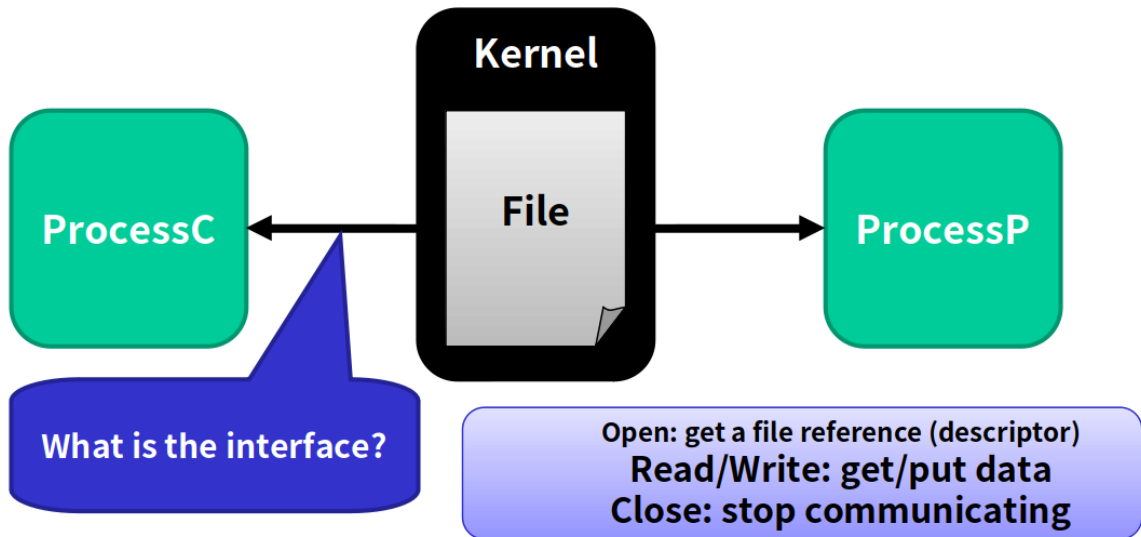 Kernel
File
ProcessC
ProcessP
What is the interface?
Open: get a file reference (descriptor)
Read/Write: get/put data
Close: stop communicating